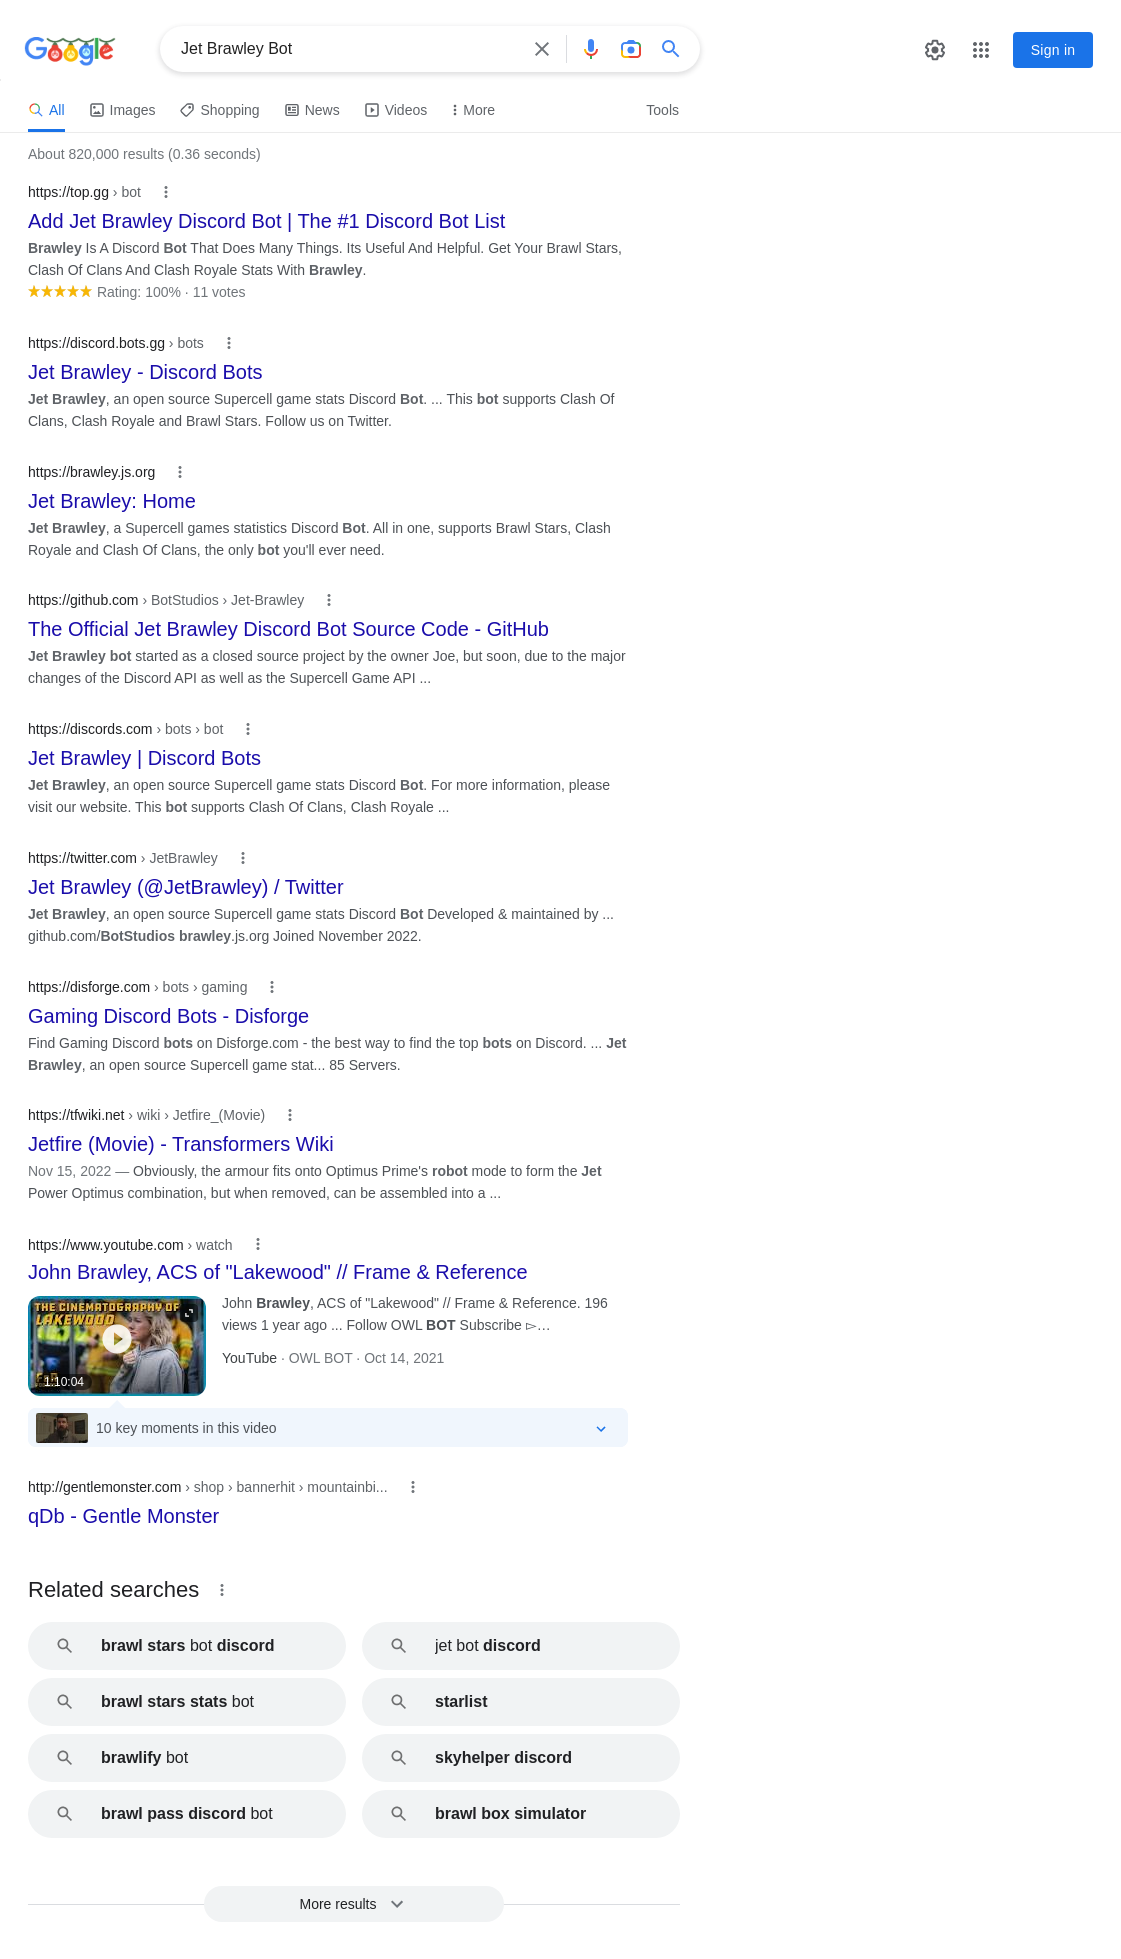 Google
Jet Brawley Bot
Sign in
All
Images
Shopping
News
Videos
More
Tools
About 820,000 results (0.36 seconds)
https://top.gg › bot
Add Jet Brawley Discord Bot | The #1 Discord Bot List
Brawley Is A Discord Bot That Does Many Things. Its Useful And Helpful. Get Your Brawl Stars,
Clash Of Clans And Clash Royale Stats With Brawley.
Rating: 100% · 11 votes
https://discord.bots.gg › bots
Jet Brawley - Discord Bots
Jet Brawley, an open source Supercell game stats Discord Bot. ... This bot supports Clash Of
Clans, Clash Royale and Brawl Stars. Follow us on Twitter.
https://brawley.js.org
Jet Brawley: Home
Jet Brawley, a Supercell games statistics Discord Bot. All in one, supports Brawl Stars, Clash
Royale and Clash Of Clans, the only bot you'll ever need.
https://github.com › BotStudios › Jet-Brawley
The Official Jet Brawley Discord Bot Source Code - GitHub
Jet Brawley bot started as a closed source project by the owner Joe, but soon, due to the major
changes of the Discord API as well as the Supercell Game API ...
https://discords.com › bots › bot
Jet Brawley | Discord Bots
Jet Brawley, an open source Supercell game stats Discord Bot. For more information, please
visit our website. This bot supports Clash Of Clans, Clash Royale ...
https://twitter.com › JetBrawley
Jet Brawley (@JetBrawley) / Twitter
Jet Brawley, an open source Supercell game stats Discord Bot Developed & maintained by ...
github.com/BotStudios brawley.js.org Joined November 2022.
https://disforge.com › bots › gaming
Gaming Discord Bots - Disforge
Find Gaming Discord bots on Disforge.com - the best way to find the top bots on Discord. ... Jet
Brawley, an open source Supercell game stat... 85 Servers.
https://tfwiki.net › wiki › Jetfire_(Movie)
Jetfire (Movie) - Transformers Wiki
Nov 15, 2022 — Obviously, the armour fits onto Optimus Prime's robot mode to form the Jet
Power Optimus combination, but when removed, can be assembled into a ...
https://www.youtube.com › watch
John Brawley, ACS of "Lakewood" // Frame & Reference
THE CINEMATOGRAPHY OF
LAKEWOOD
1:10:04
John Brawley, ACS of "Lakewood" // Frame & Reference. 196
views 1 year ago ... Follow OWL BOT Subscribe ▻…
YouTube · OWL BOT · Oct 14, 2021
10 key moments in this video
http://gentlemonster.com › shop › bannerhit › mountainbi...
qDb - Gentle Monster
Related searches
brawl stars bot discord
jet bot discord
brawl stars stats bot
starlist
brawlify bot
skyhelper discord
brawl pass discord bot
brawl box simulator
More results